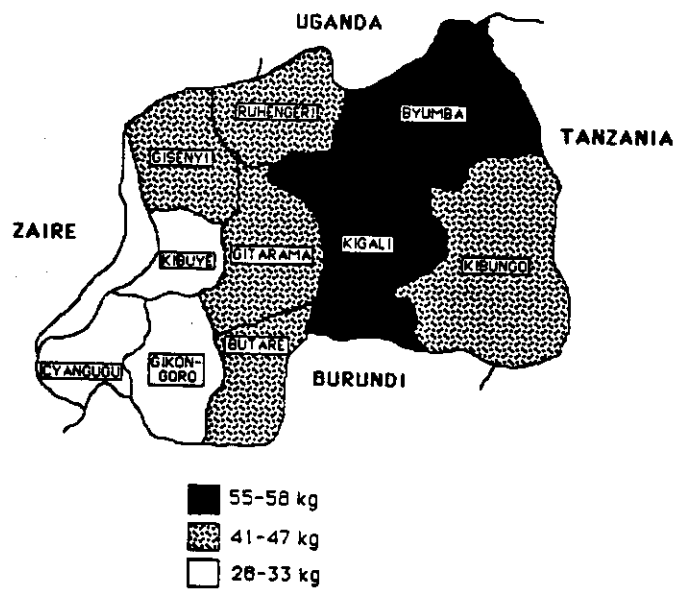 UGANDA
RUHENGERI
BYUMBA
TANZANIA
GISENYI
ZAIRE
KIBUYE
GITARAMA
KIGALI
KIBUNGO
BUTARE
CYANGUGU
GIKON-
GORO
BURUNDI
55-58 kg
41-47 kg
28-33 kg